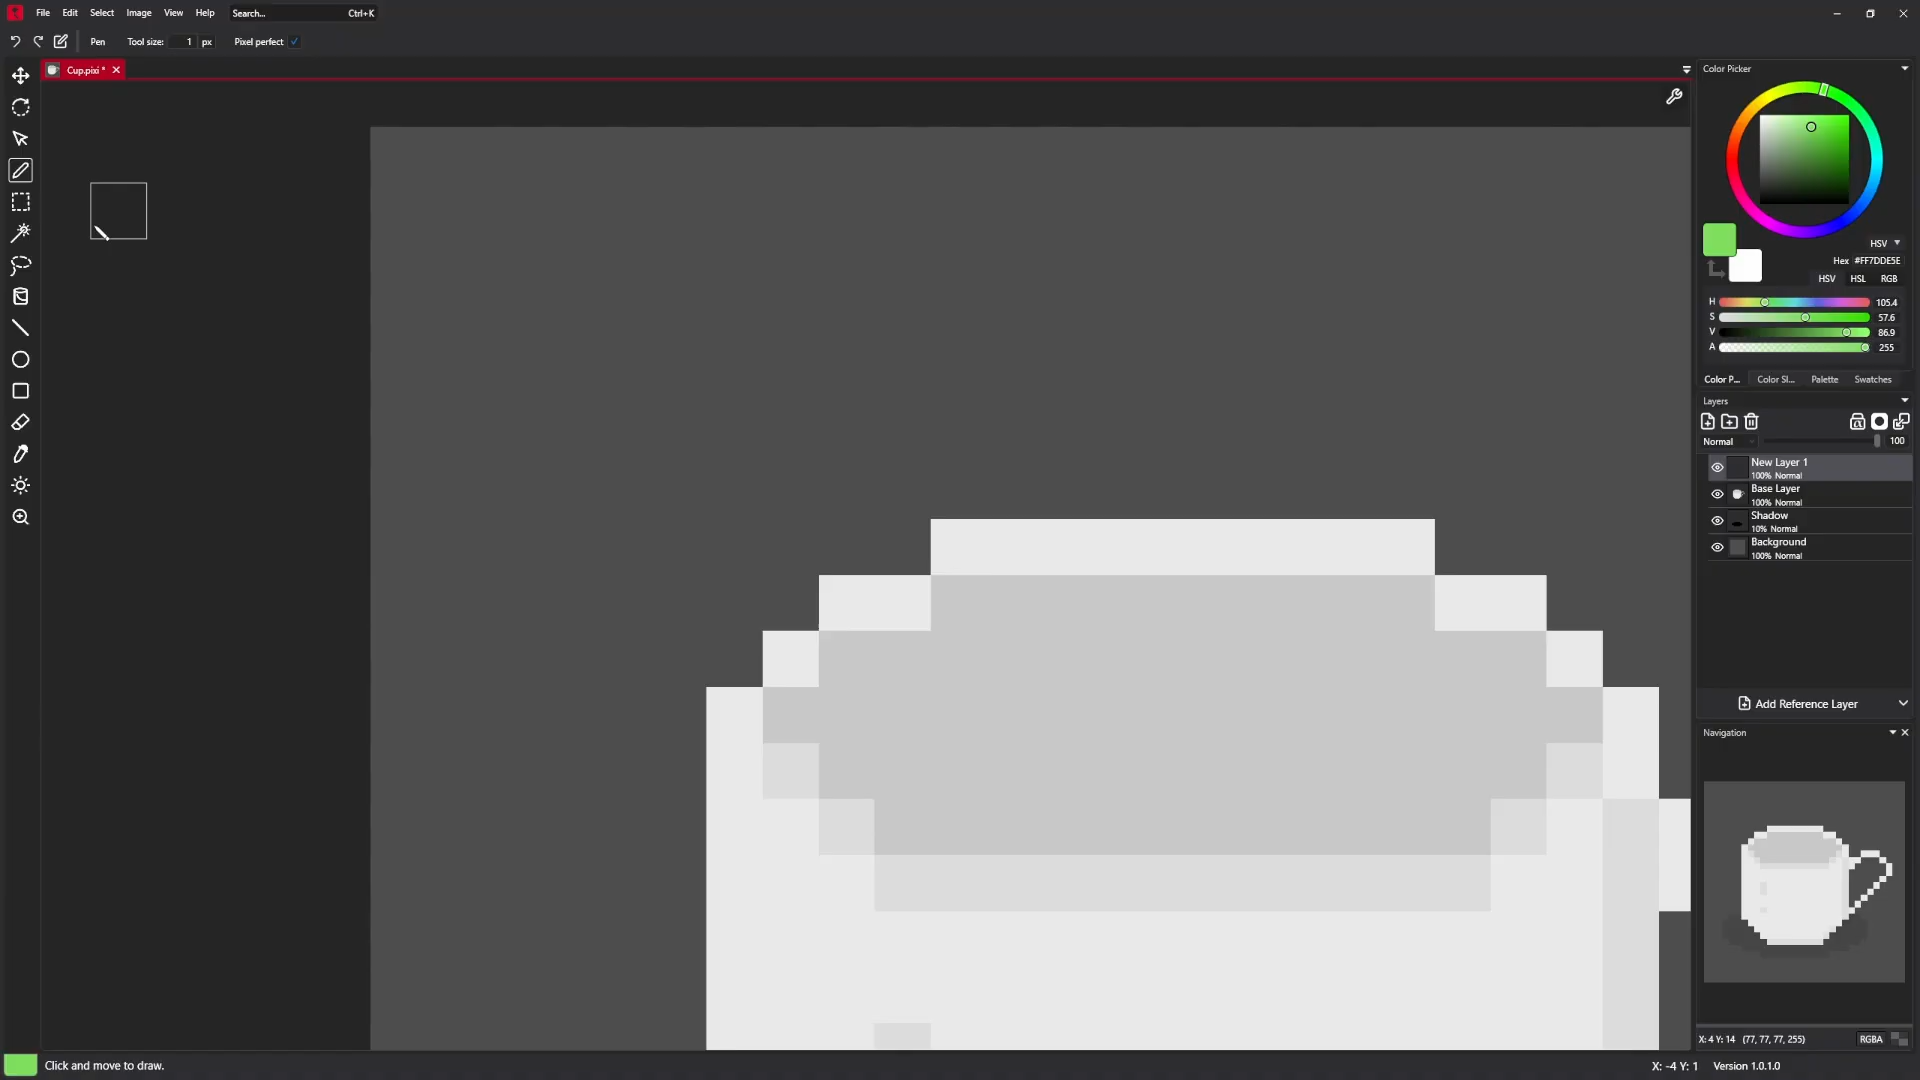 File Edit Select Image View Help Search... Ctrl+K
Pen Tool size: 1 px Pixel perfect
Cup.pixi *
Color Picker
HSV
Hex #FF7DDE5E
HSV HSL RGB
H 105.4
S 57.6
V 86.9
A 255
Color P... Color Sl... Palette Swatches
Layers
Normal 100
New Layer 1
100% Normal
Base Layer
100% Normal
Shadow
10% Normal
Background
100% Normal
Add Reference Layer
Navigation
X: 4 Y: 14 (77, 77, 77, 255) RGBA
Click and move to draw. X: -4 Y: 1 Version 1.0.1.0